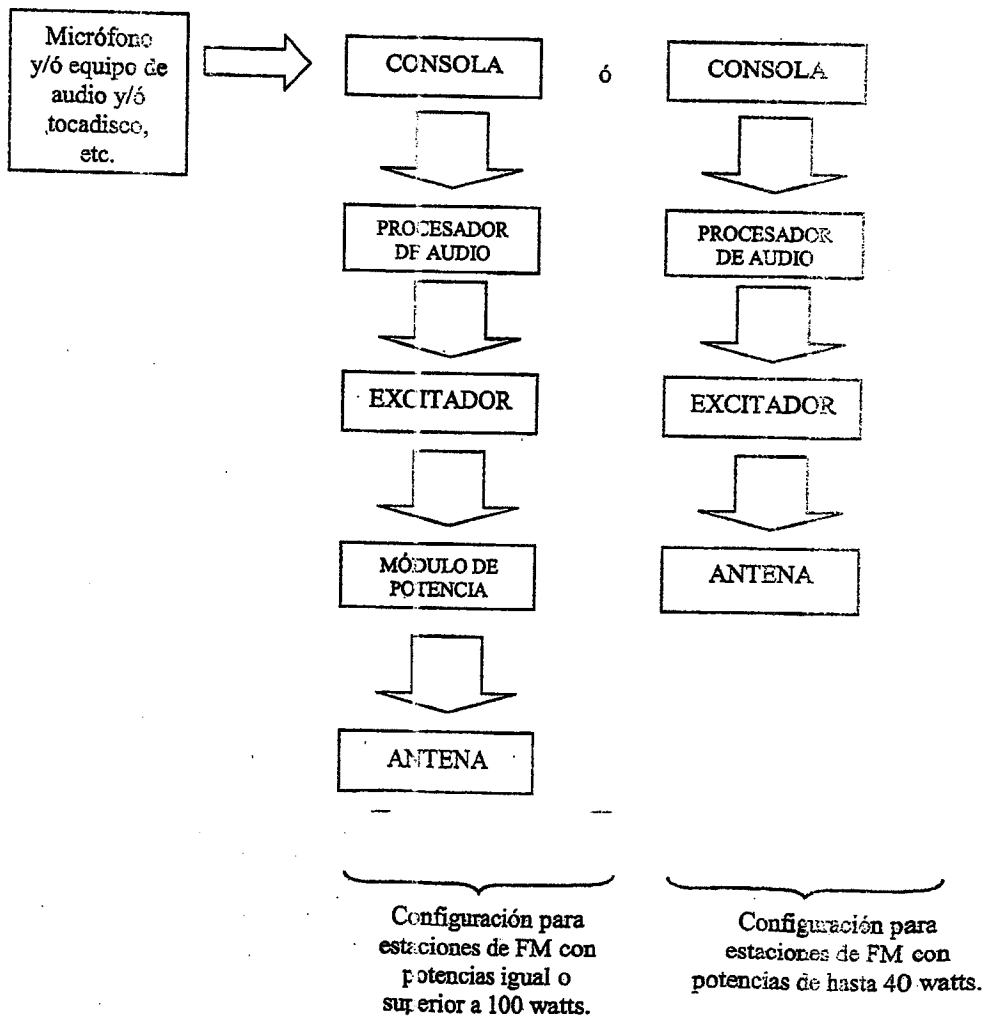 Micrófono
y/ó equipo de
audio y/ó
tocadisco,
etc.
CONSOLA
ó
CONSOLA
PROCESADOR
DE AUDIO
PROCESADOR
DE AUDIO
EXCITADOR
EXCITADOR
MÓDULO DE
POTENCIA
ANTENA
ANTENA
Configuración para
estaciones de FM con
potencias igual o
superior a 100 watts.
Configuración para
estaciones de FM con
potencias de hasta 40 watts.